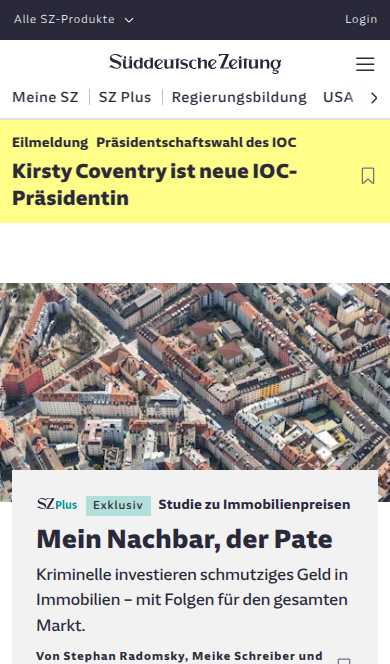 Alle SZ-Produkte
Login
Süddeutsche Zeitung
Meine SZ
SZ Plus
Regierungsbildung
USA
Eilmeldung Präsidentschaftswahl des IOC
Kirsty Coventry ist neue IOC-
Präsidentin
SZ Plus Exklusiv Studie zu Immobilienpreisen
Mein Nachbar, der Pate
Kriminelle investieren schmutziges Geld in
Immobilien – mit Folgen für den gesamten
Markt.
Von Stephan Radomsky, Meike Schreiber und